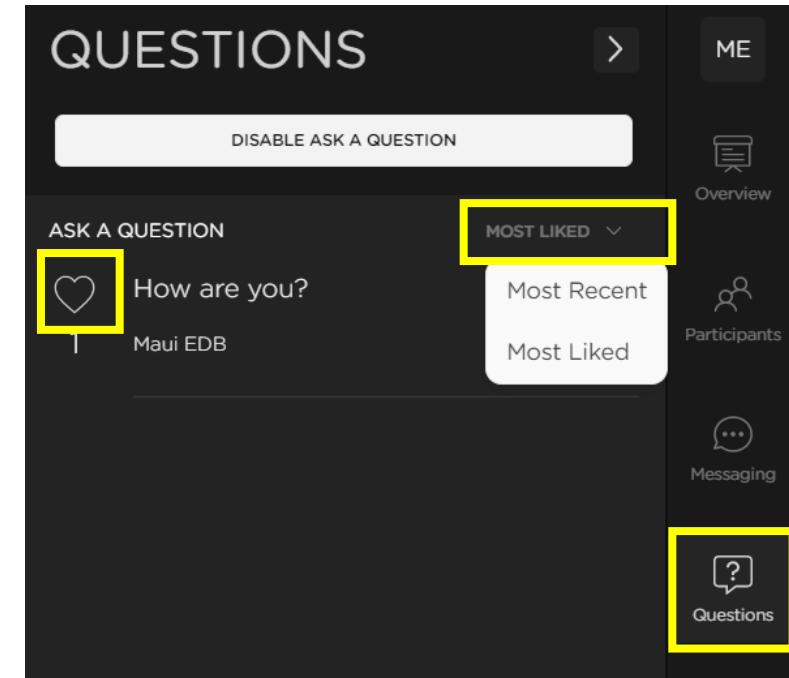 QUESTIONS
>
ME
DISABLE ASK A QUESTION
Overview
ASK A QUESTION
MOST LIKED
How are you?
Most Recent
1
Maui EDB
Most Liked
Participants
Messaging
?
Questions